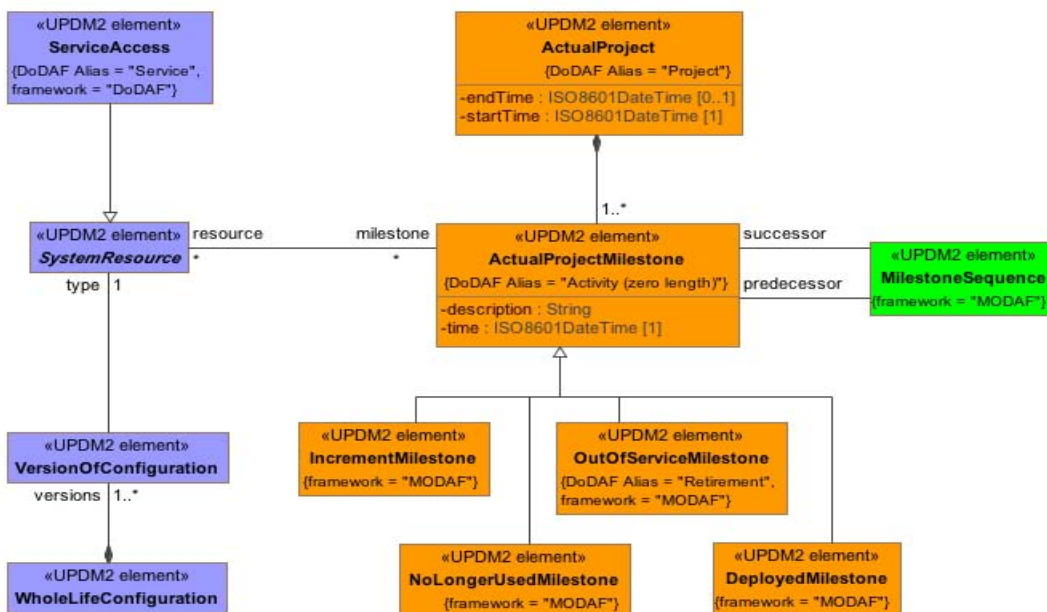 «UPDM2 element»
ServiceAccess
{DoDAF Alias = "Service",
framework = "DoDAF"}
«UPDM2 element»
ActualProject
{DoDAF Alias = "Project"}
-endTime : ISO8601DateTime [0..1]
-startTime : ISO8601DateTime [1]
1..*
«UPDM2 element»
SystemResource
resource
*
milestone
*
type
1
«UPDM2 element»
ActualProjectMilestone
{DoDAF Alias = "Activity (zero length)"}
-description : String
-time : ISO8601DateTime [1]
successor
predecessor
«UPDM2 element»
MilestoneSequence
{framework = "MODAF"}
«UPDM2 element»
VersionOfConfiguration
versions
1..*
«UPDM2 element»
WholeLifeConfiguration
«UPDM2 element»
IncrementMilestone
{framework = "MODAF"}
«UPDM2 element»
OutOfServiceMilestone
{DoDAF Alias = "Retirement",
framework = "MODAF"}
«UPDM2 element»
NoLongerUsedMilestone
{framework = "MODAF"}
«UPDM2 element»
DeployedMilestone
{framework = "MODAF"}